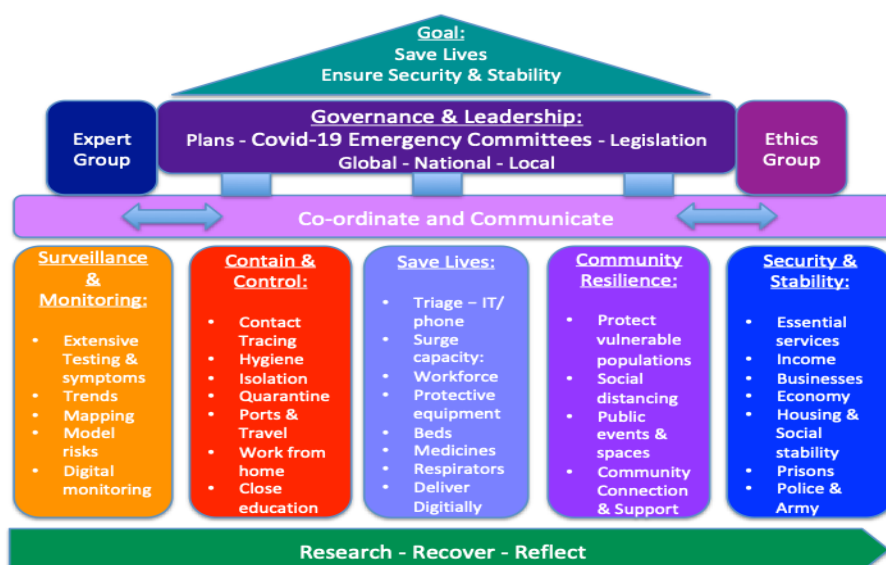 Goal:
Save Lives
Ensure Security & Stability
Expert
Group
Governance & Leadership:
Plans - Covid-19 Emergency Committees - Legislation
Global - National - Local
Ethics
Group
Co-ordinate and Communicate
Surveillance
&
Monitoring:
• Extensive
Testing &
symptoms
• Trends
• Mapping
• Model
risks
• Digital
monitoring
Contain &
Control:
• Contact
Tracing
• Hygiene
• Isolation
• Quarantine
• Ports &
Travel
• Work from
home
• Close
education
Save Lives:
• Triage – IT/
phone
• Surge
capacity:
• Workforce
• Protective
equipment
• Beds
• Medicines
• Respirators
• Deliver
Digitially
Community
Resilience:
• Protect
vulnerable
populations
• Social
distancing
• Public
events &
spaces
• Community
Connection
& Support
Security &
Stability:
• Essential
services
• Income
• Businesses
• Economy
• Housing &
Social
stability
• Prisons
• Police &
Army
Research - Recover - Reflect